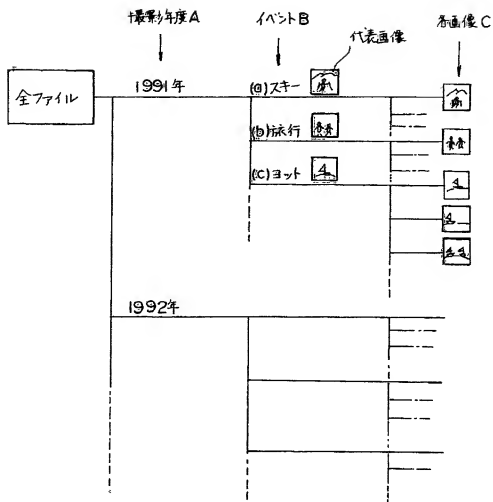 撮影年度A
イベントB
代表画像
各画像C
全ファイル
1991年
(a)スキー
(b)旅行
(c)ヨット
1992年